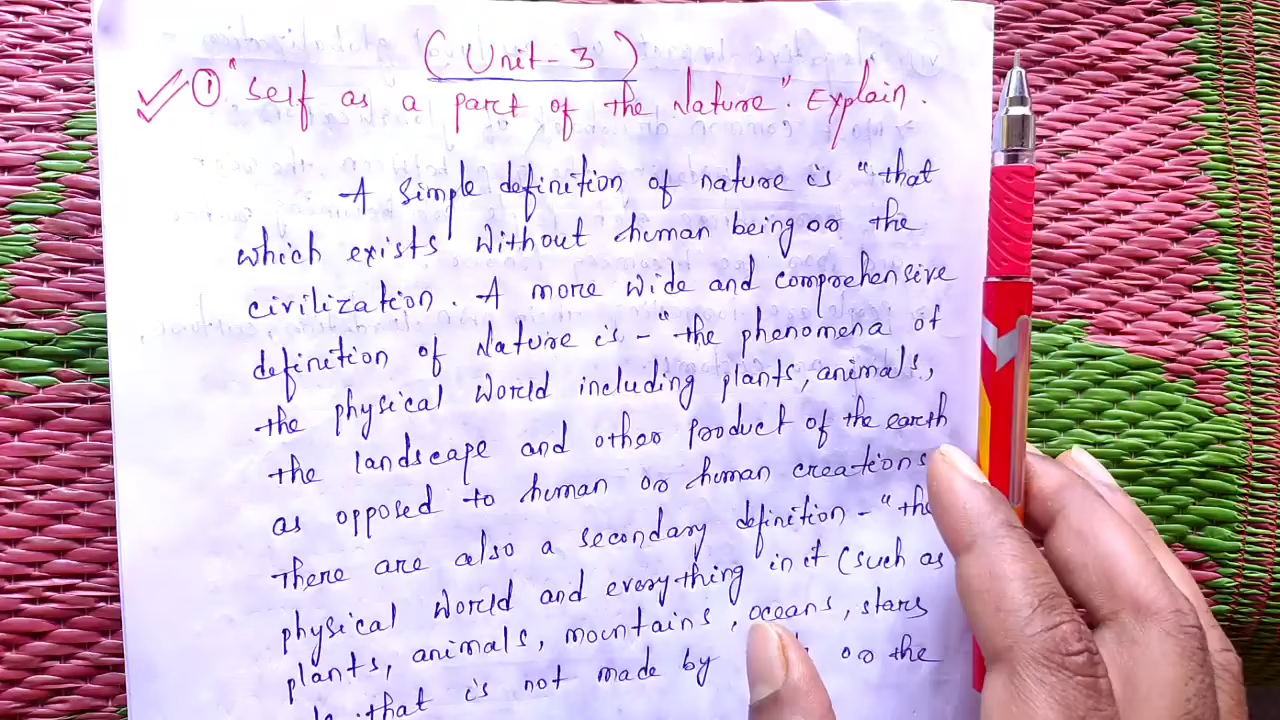 (Unit-3)
① "Self as a part of the Nature". Explain.
A simple definition of nature is "that
which exists without human being or the
civilization. A more wide and comprehensive
definition of Nature is - "the phenomena of
the physical world including plants, animals,
the landscape and other product of the earth
as opposed to human or human creations
There are also a secondary definition - "the
physical world and everything in it (such as
plants, animals, mountains, oceans, stars
that is not made by or the